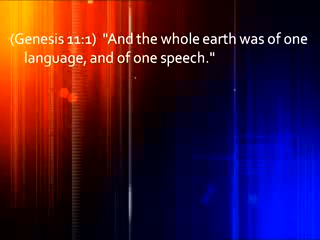 (Genesis 11:1)  "And the whole earth was of one
language, and of one speech."